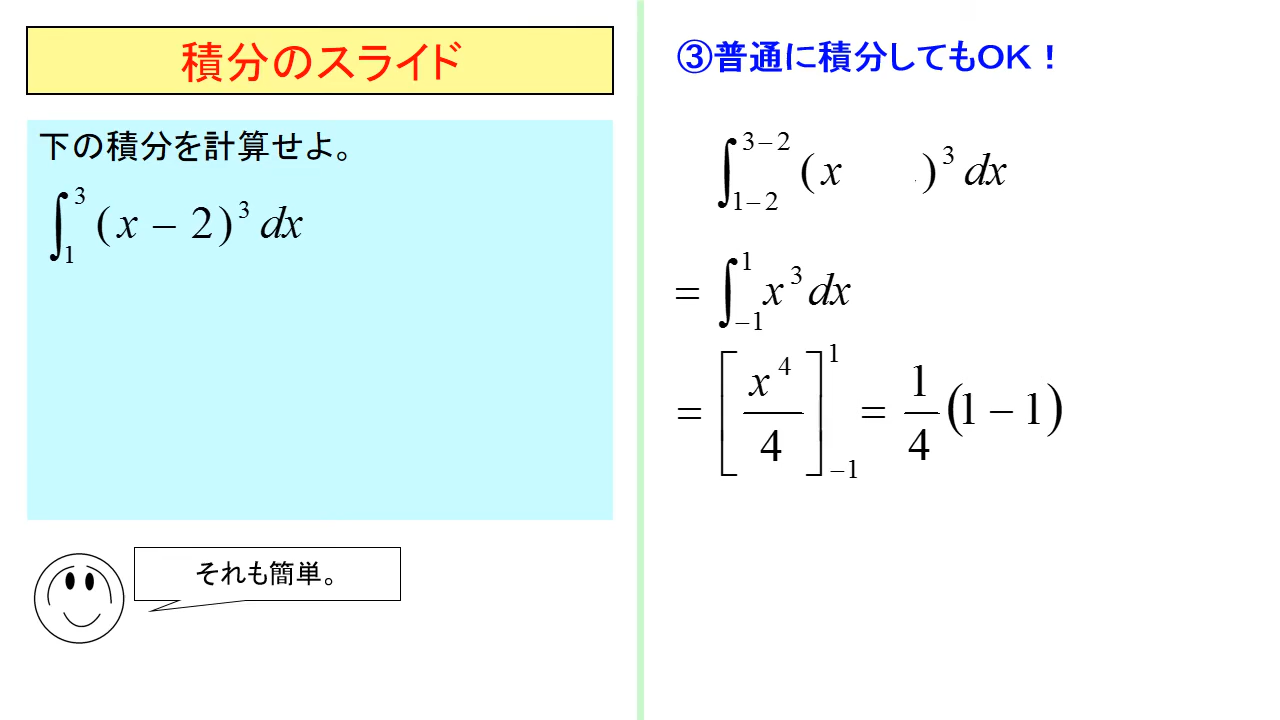 積分のスライド
下の積分を計算せよ。
∫₁³ (x − 2)³ dx
それも簡単。
③普通に積分してもOK！
∫₁₋₂³⁻² (x )³ dx
= ∫₋₁¹ x³ dx
= [x⁴/4]₋₁¹ = 1/4 (1 − 1)